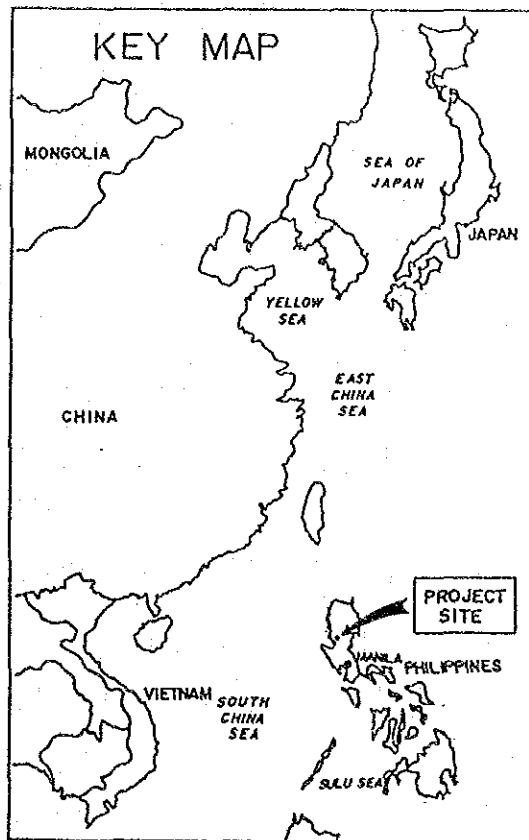 KEY MAP
MONGOLIA
SEA OF
JAPAN
JAPAN
YELLOW
SEA
EAST
CHINA
SEA
CHINA
PROJECT
SITE
MANILA
PHILIPPINES
VIETNAM
SOUTH
CHINA
SEA
SULU SEA